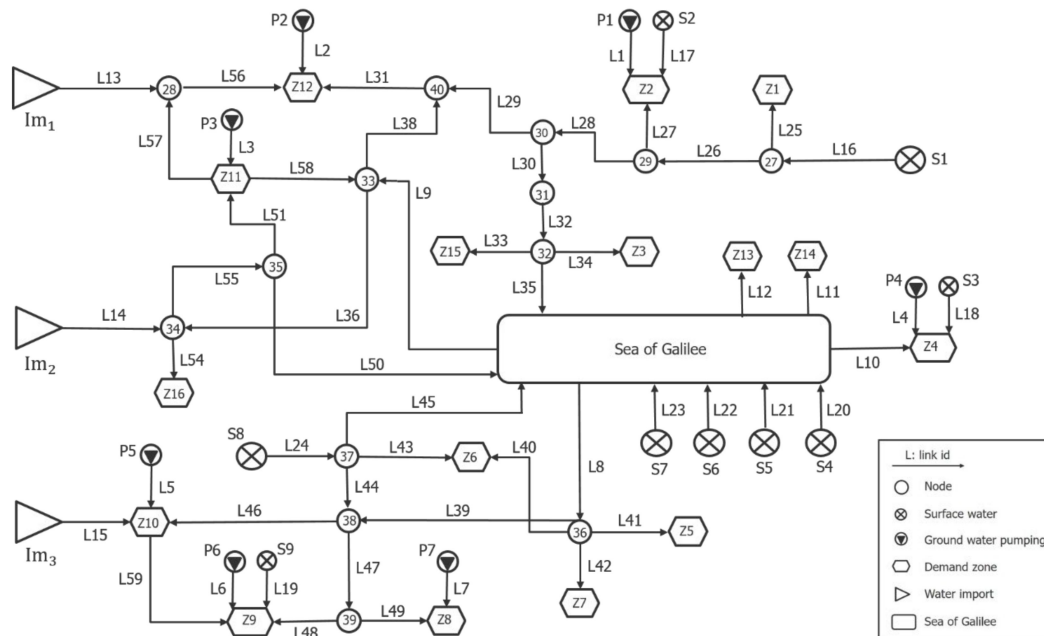 P2
P1
S2
L2
L1
L17
Im₁
L13
28
L56
Z12
L31
40
L29
Z2
Z1
P3
L57
L3
L38
30
L28
L27
L25
29
L26
27
L16
S1
Z11
L58
33
L9
L30
31
L51
L32
Z15
L33
32
L34
Z3
Z13
Z14
35
L55
L35
L12
L11
P4
S3
Im₂
L14
34
L36
L4
L18
Sea of Galilee
Z4
L10
L54
L50
Z16
L45
L23
L22
L21
L20
S8
L24
37
L43
Z6
L40
S7
S6
S5
S4
P5
L44
L8
L5
Im₃
L15
Z10
L46
38
L39
36
L41
Z5
L59
P6
S9
L47
P7
L42
L6
L19
L7
Z7
Z9
L48
39
L49
Z8
L: link id
Node
Surface water
Ground water pumping
Demand zone
Water import
Sea of Galilee